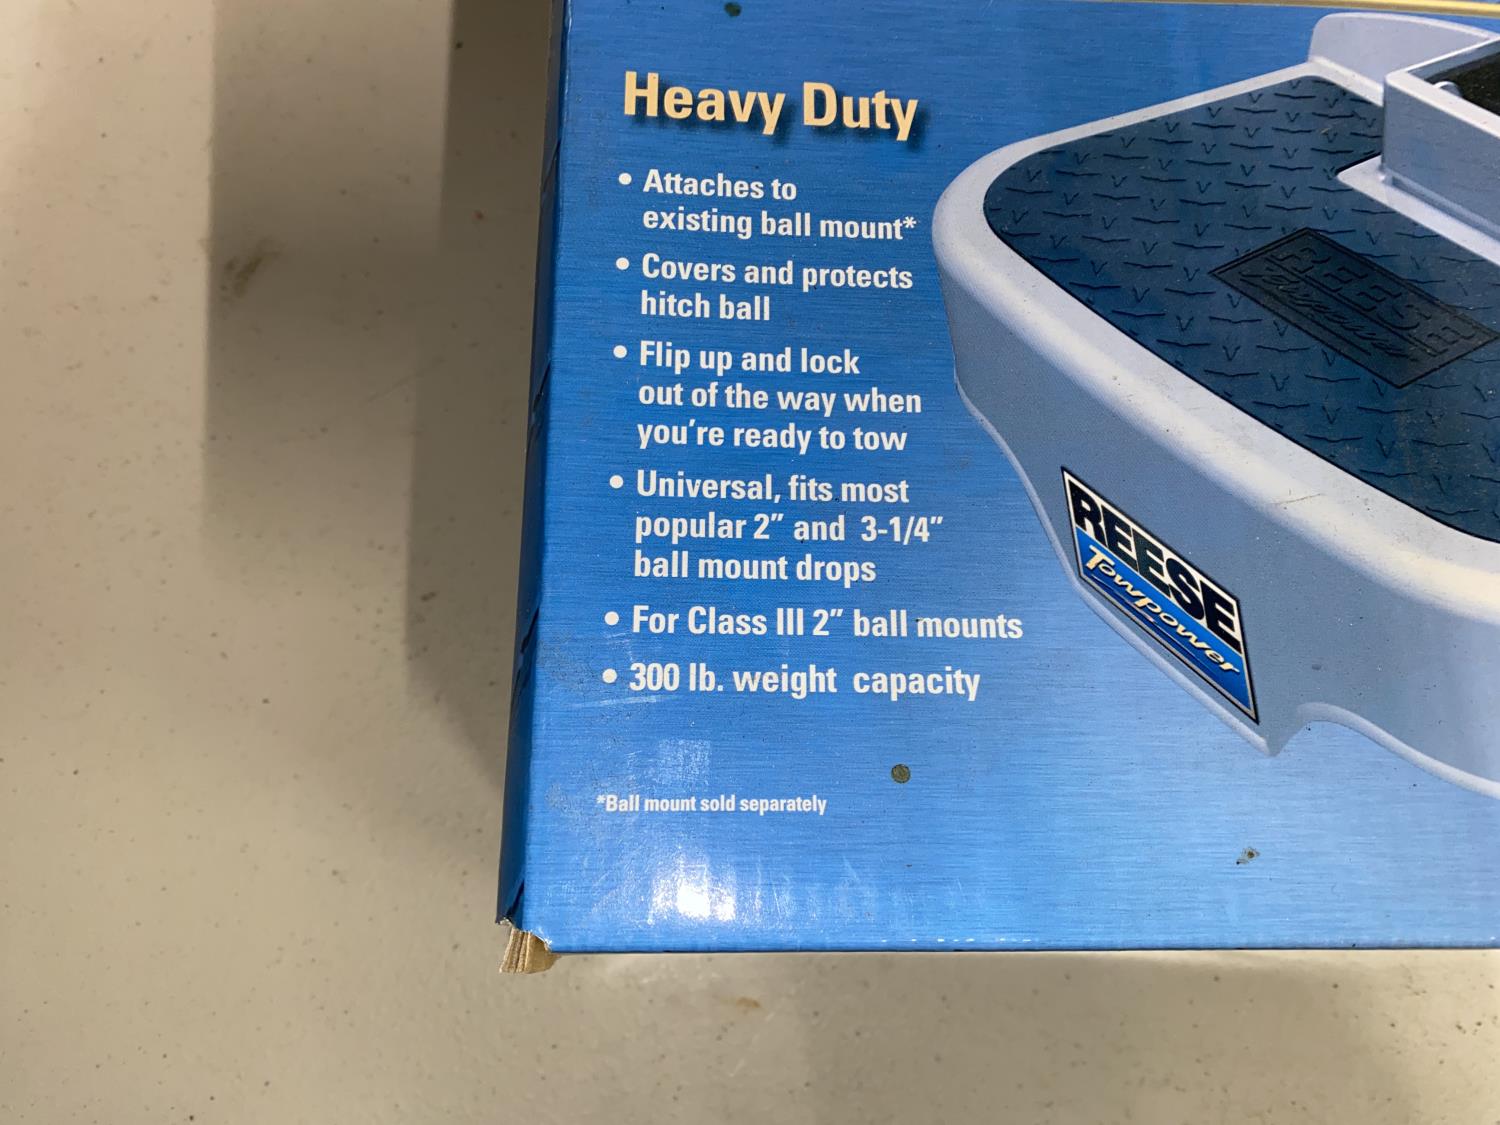 Heavy Duty
• Attaches to
existing ball mount*
• Covers and protects
hitch ball
• Flip up and lock
out of the way when
you're ready to tow
• Universal, fits most
popular 2" and 3-1/4"
ball mount drops
• For Class III 2" ball mounts
• 300 lb. weight capacity
*Ball mount sold separately
REESE
Towpower
REESE
Towpower